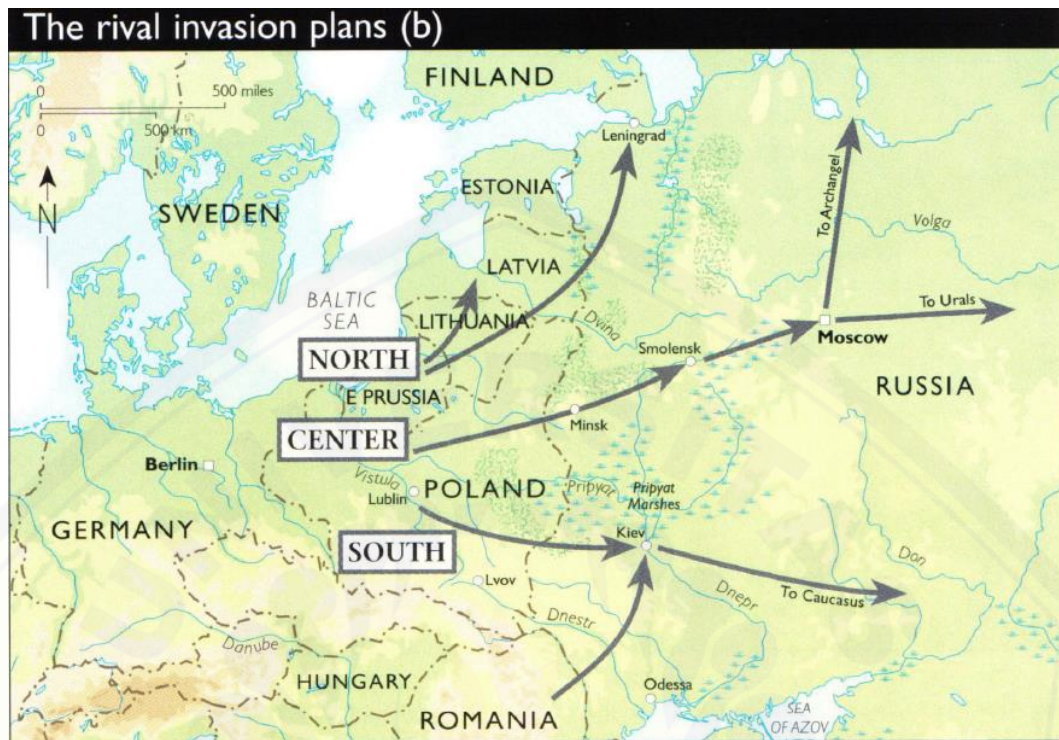 The rival invasion plans (b)
FINLAND
0 500 miles
0 500 km
N
Leningrad
SWEDEN
ESTONIA
To Archangel
Volga
LATVIA
BALTIC
SEA
To Urals
LITHUANIA
Dvina
NORTH
Smolensk
Moscow
E PRUSSIA
RUSSIA
CENTER
Minsk
Berlin
Vistula
Lublin
POLAND
Pripyat
Pripyat
Marshes
GERMANY
SOUTH
Kiev
Lvov
Don
Dnepr
To Caucasus
Dnestr
Danube
HUNGARY
Odessa
ROMANIA
SEA
OF AZOV